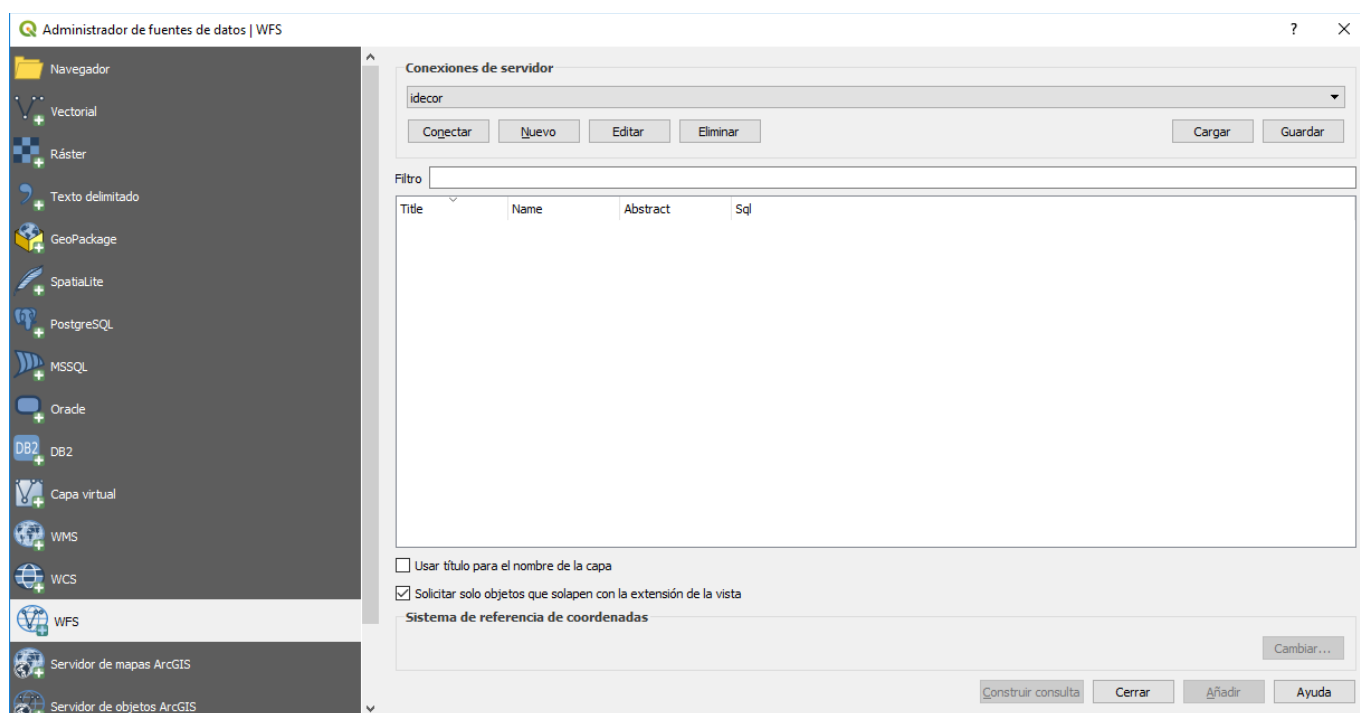 Administrador de fuentes de datos | WFS
?
Navegador
Vectorial
Ráster
Texto delimitado
GeoPackage
SpatiaLite
PostgreSQL
MSSQL
Oracle
DB2 DB2
Capa virtual
WMS
WCS
WFS
Servidor de mapas ArcGIS
Servidor de objetos ArcGIS
Conexiones de servidor
idecor
Conectar Nuevo Editar Eliminar Cargar Guardar
Filtro
Title Name Abstract Sql
Usar título para el nombre de la capa
Solicitar solo objetos que solapen con la extensión de la vista
Sistema de referencia de coordenadas
Cambiar...
Construir consulta Cerrar Añadir Ayuda